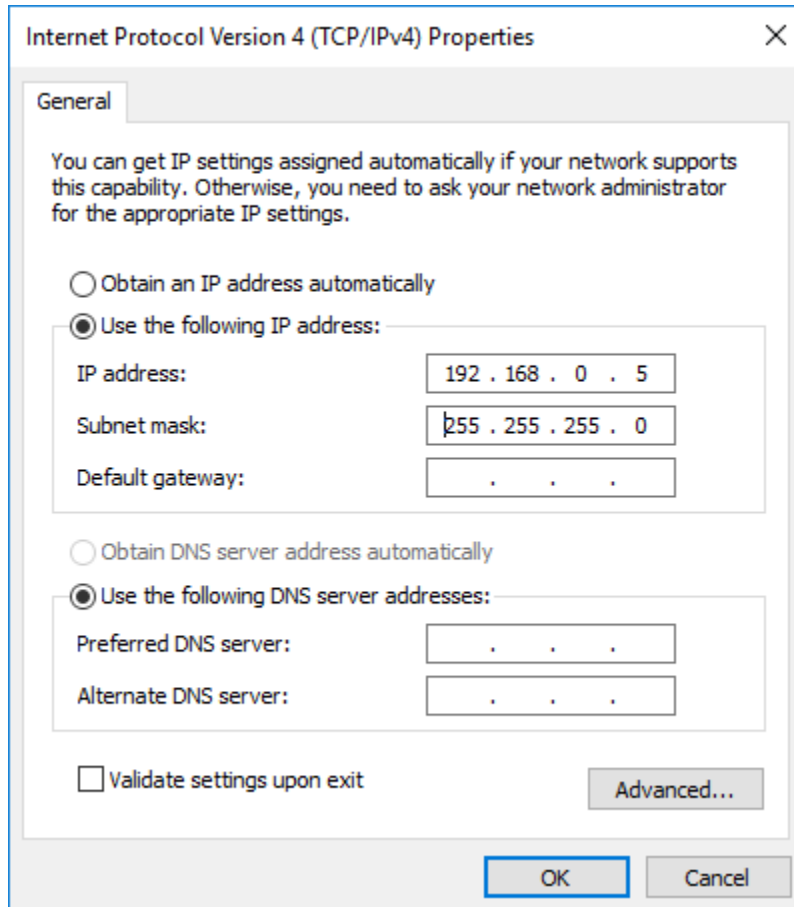 Internet Protocol Version 4 (TCP/IPv4) Properties
General
You can get IP settings assigned automatically if your network supports
this capability. Otherwise, you need to ask your network administrator
for the appropriate IP settings.
Obtain an IP address automatically
Use the following IP address:
IP address: 192 . 168 . 0 . 5
Subnet mask: 255 . 255 . 255 . 0
Default gateway: . . .
Obtain DNS server address automatically
Use the following DNS server addresses:
Preferred DNS server: . . .
Alternate DNS server: . . .
Validate settings upon exit
Advanced...
OK Cancel